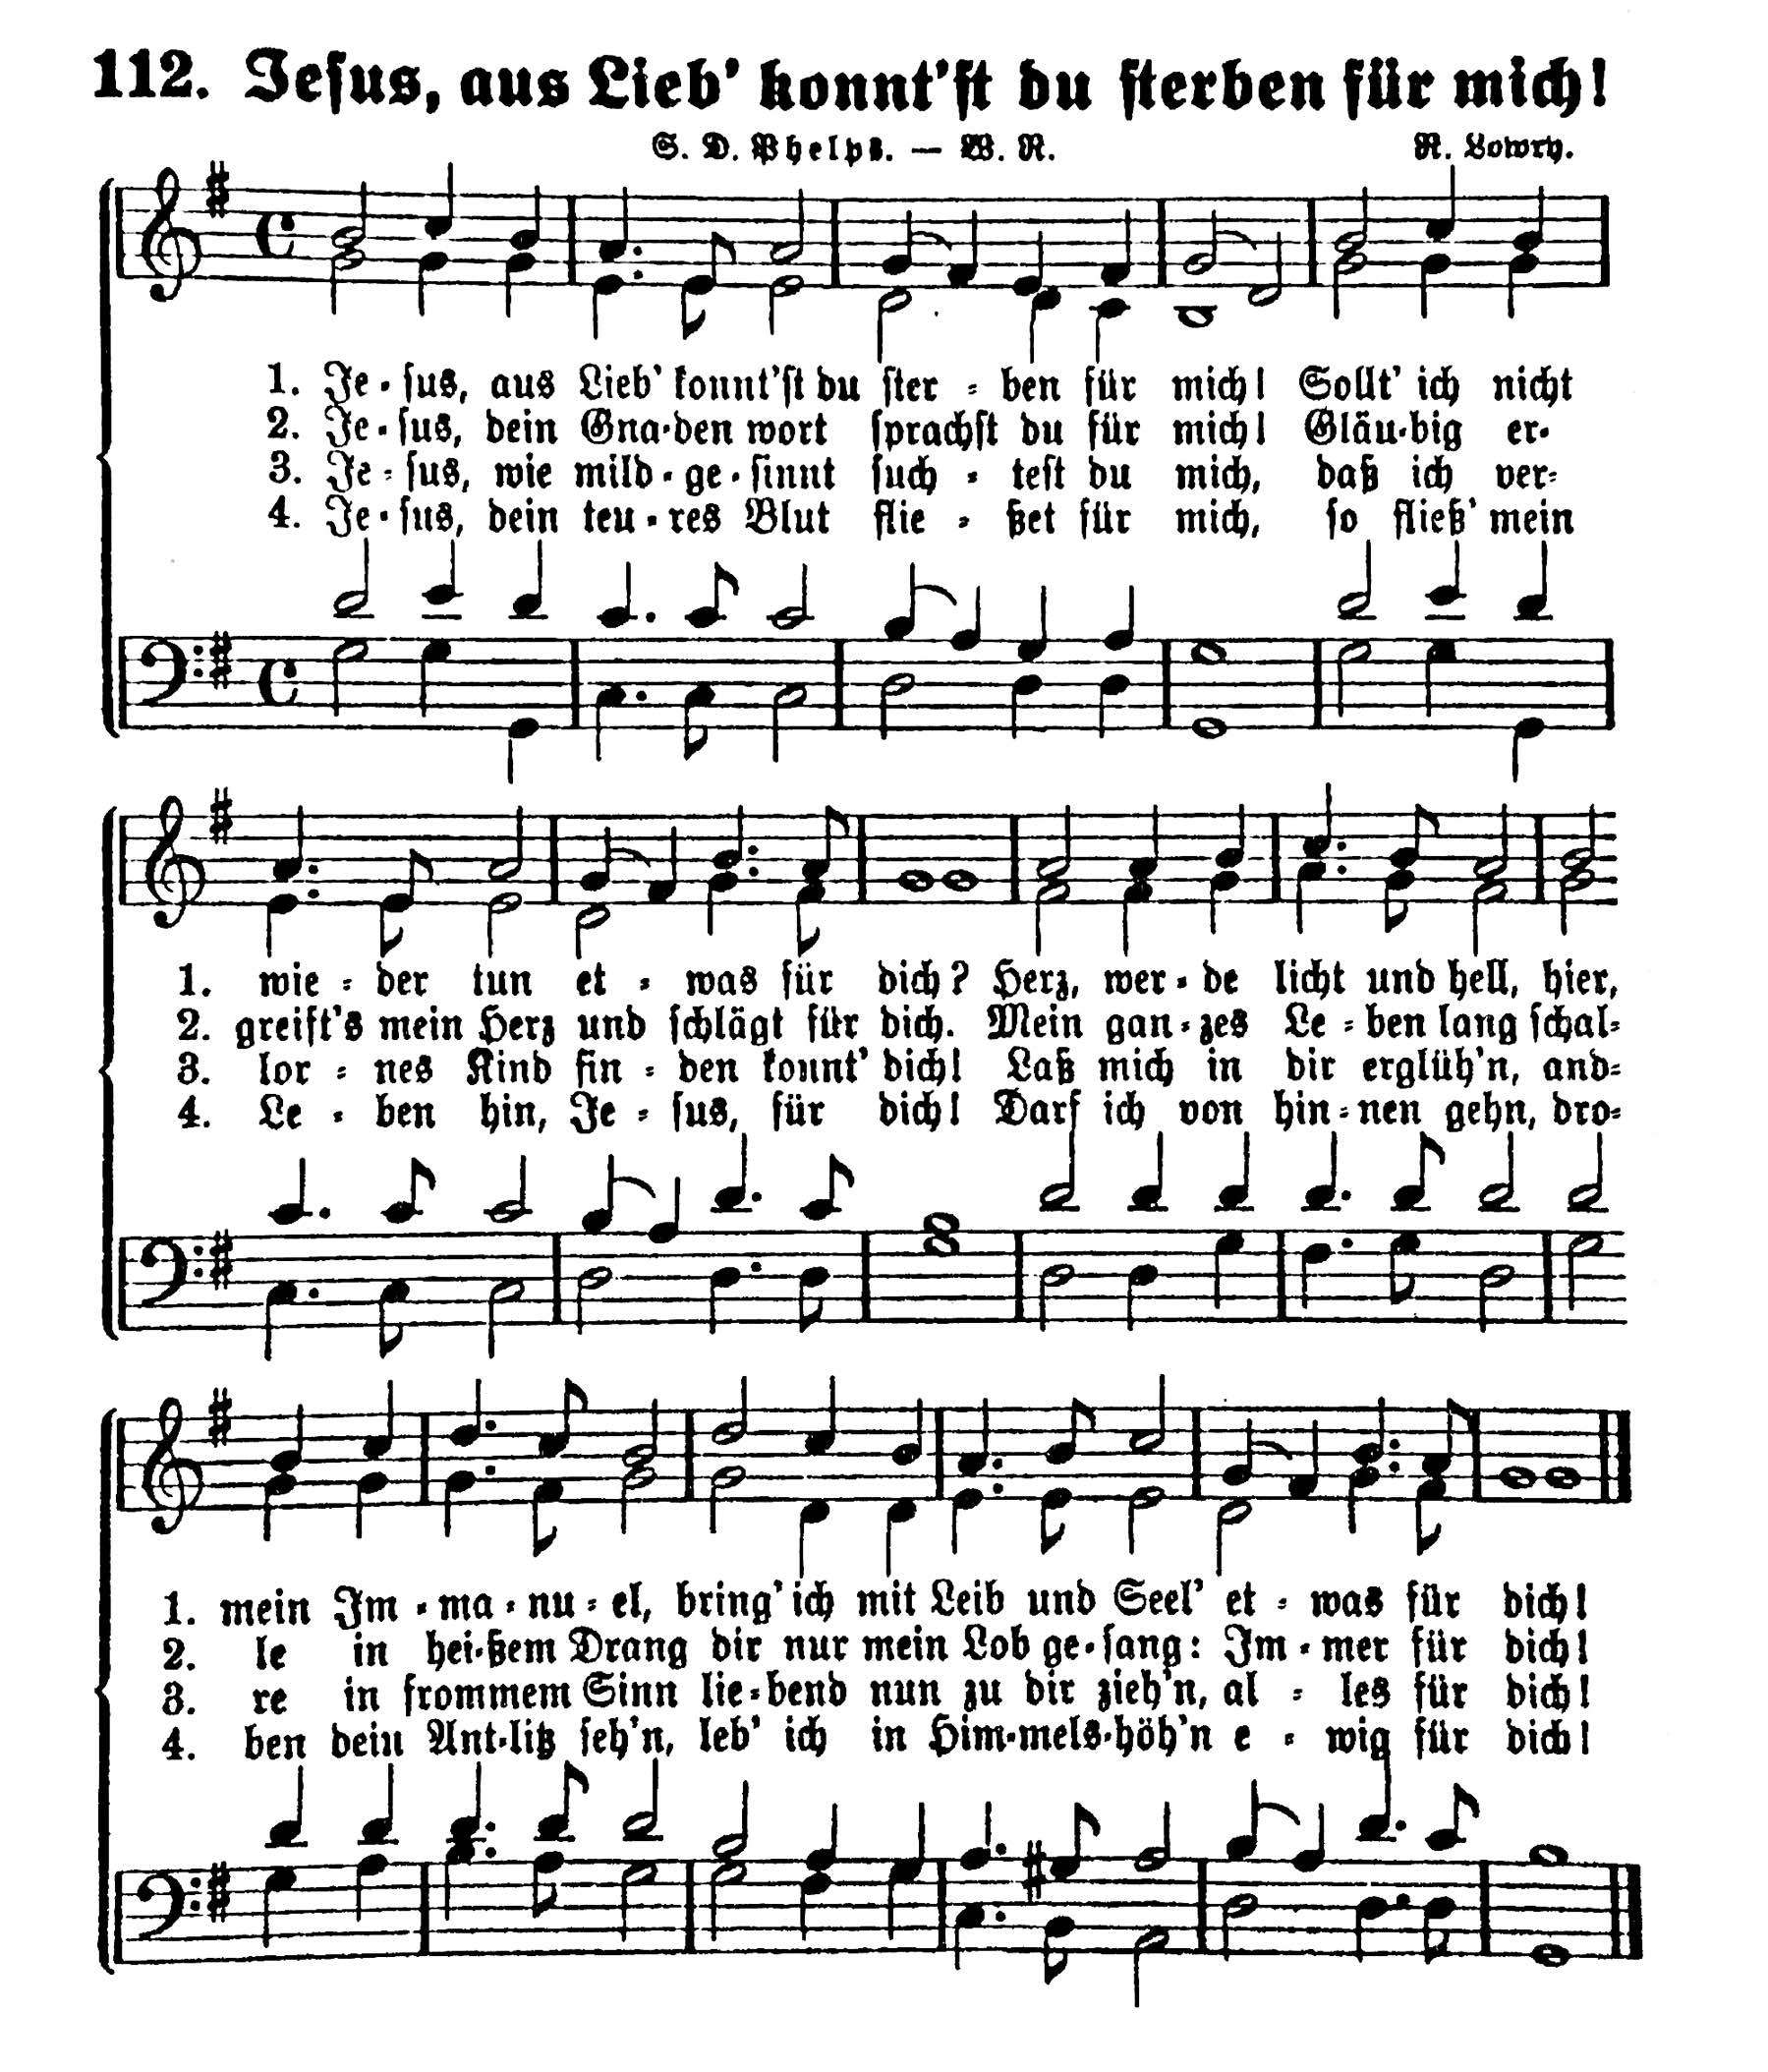 112. Jesus, aus Lieb' konnt'st du sterben für mich!
S. D. Phelps. — W. R. R. Lowry.
1. Je-sus, aus Lieb' konnt'st du ster-ben für mich! Sollt' ich nicht
2. Je-sus, dein Gna-den wort sprachst du für mich! Gläu-big er-
3. Je-sus, wie mild-ge-sinnt such-test du mich, daß ich ver-
4. Je-sus, dein teu-res Blut flie-ßet für mich, so fließ' mein
1. wie-der tun et-was für dich? Herz, wer-de licht und hell, hier,
2. greift's mein Herz und schlägt für dich. Mein gan-zes Le-ben lang schal-
3. lor-nes Kind fin-den konnt' dich! Laß mich in dir erglüh'n, and-
4. Le-ben hin, Je-sus, für dich! Darf ich von hin-nen gehn, dro-
1. mein Im-ma-nu-el, bring' ich mit Leib und Seel' et-was für dich!
2. le in hei-ßem Drang dir nur mein Lob ge-sang: Im-mer für dich!
3. re in frommem Sinn lie-bend nun zu dir zieh'n, al-les für dich!
4. ben dein Ant-litz seh'n, leb' ich in Him-mels-höh'n e-wig für dich!